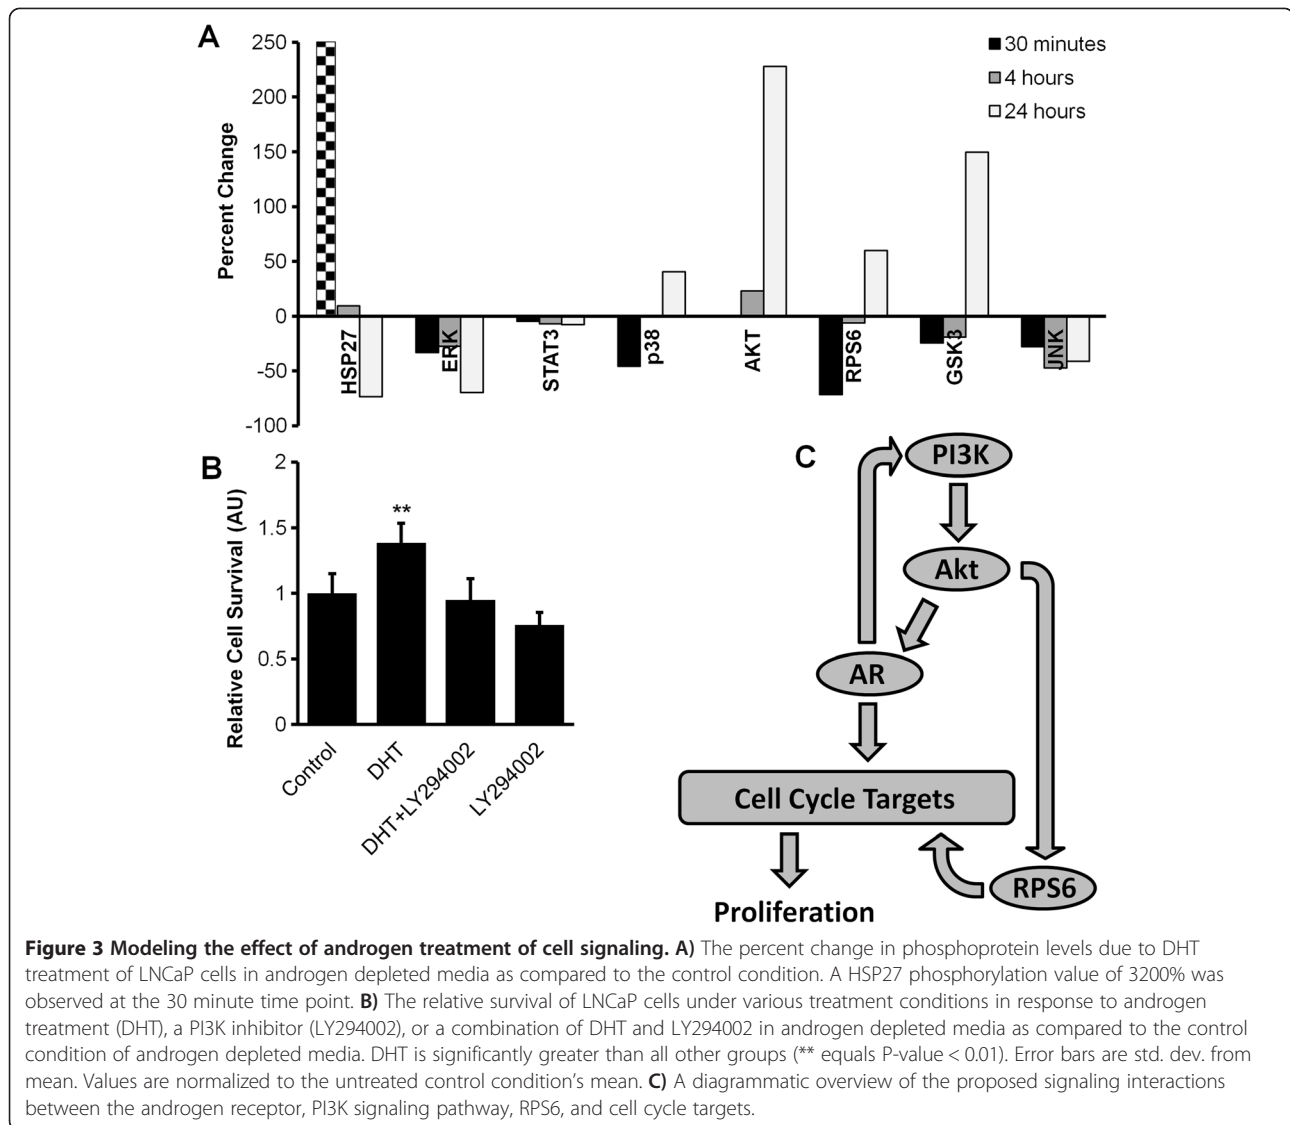 A
250
200
150
100
50
0
-50
-100
Percent Change
30 minutes
4 hours
24 hours
HSP27
ERK
STAT3
p38
AKT
RPS6
GSK3
JNK
B
2
1.5
1
0.5
0
Relative Cell Survival (AU)
**
Control
DHT
DHT+LY294002
LY294002
C
PI3K
Akt
AR
Cell Cycle Targets
RPS6
Proliferation
Figure 3 Modeling the effect of androgen treatment of cell signaling. A) The percent change in phosphoprotein levels due to DHT
treatment of LNCaP cells in androgen depleted media as compared to the control condition. A HSP27 phosphorylation value of 3200% was
observed at the 30 minute time point. B) The relative survival of LNCaP cells under various treatment conditions in response to androgen
treatment (DHT), a PI3K inhibitor (LY294002), or a combination of DHT and LY294002 in androgen depleted media as compared to the control
condition of androgen depleted media. DHT is significantly greater than all other groups (** equals P-value < 0.01). Error bars are std. dev. from
mean. Values are normalized to the untreated control condition's mean. C) A diagrammatic overview of the proposed signaling interactions
between the androgen receptor, PI3K signaling pathway, RPS6, and cell cycle targets.